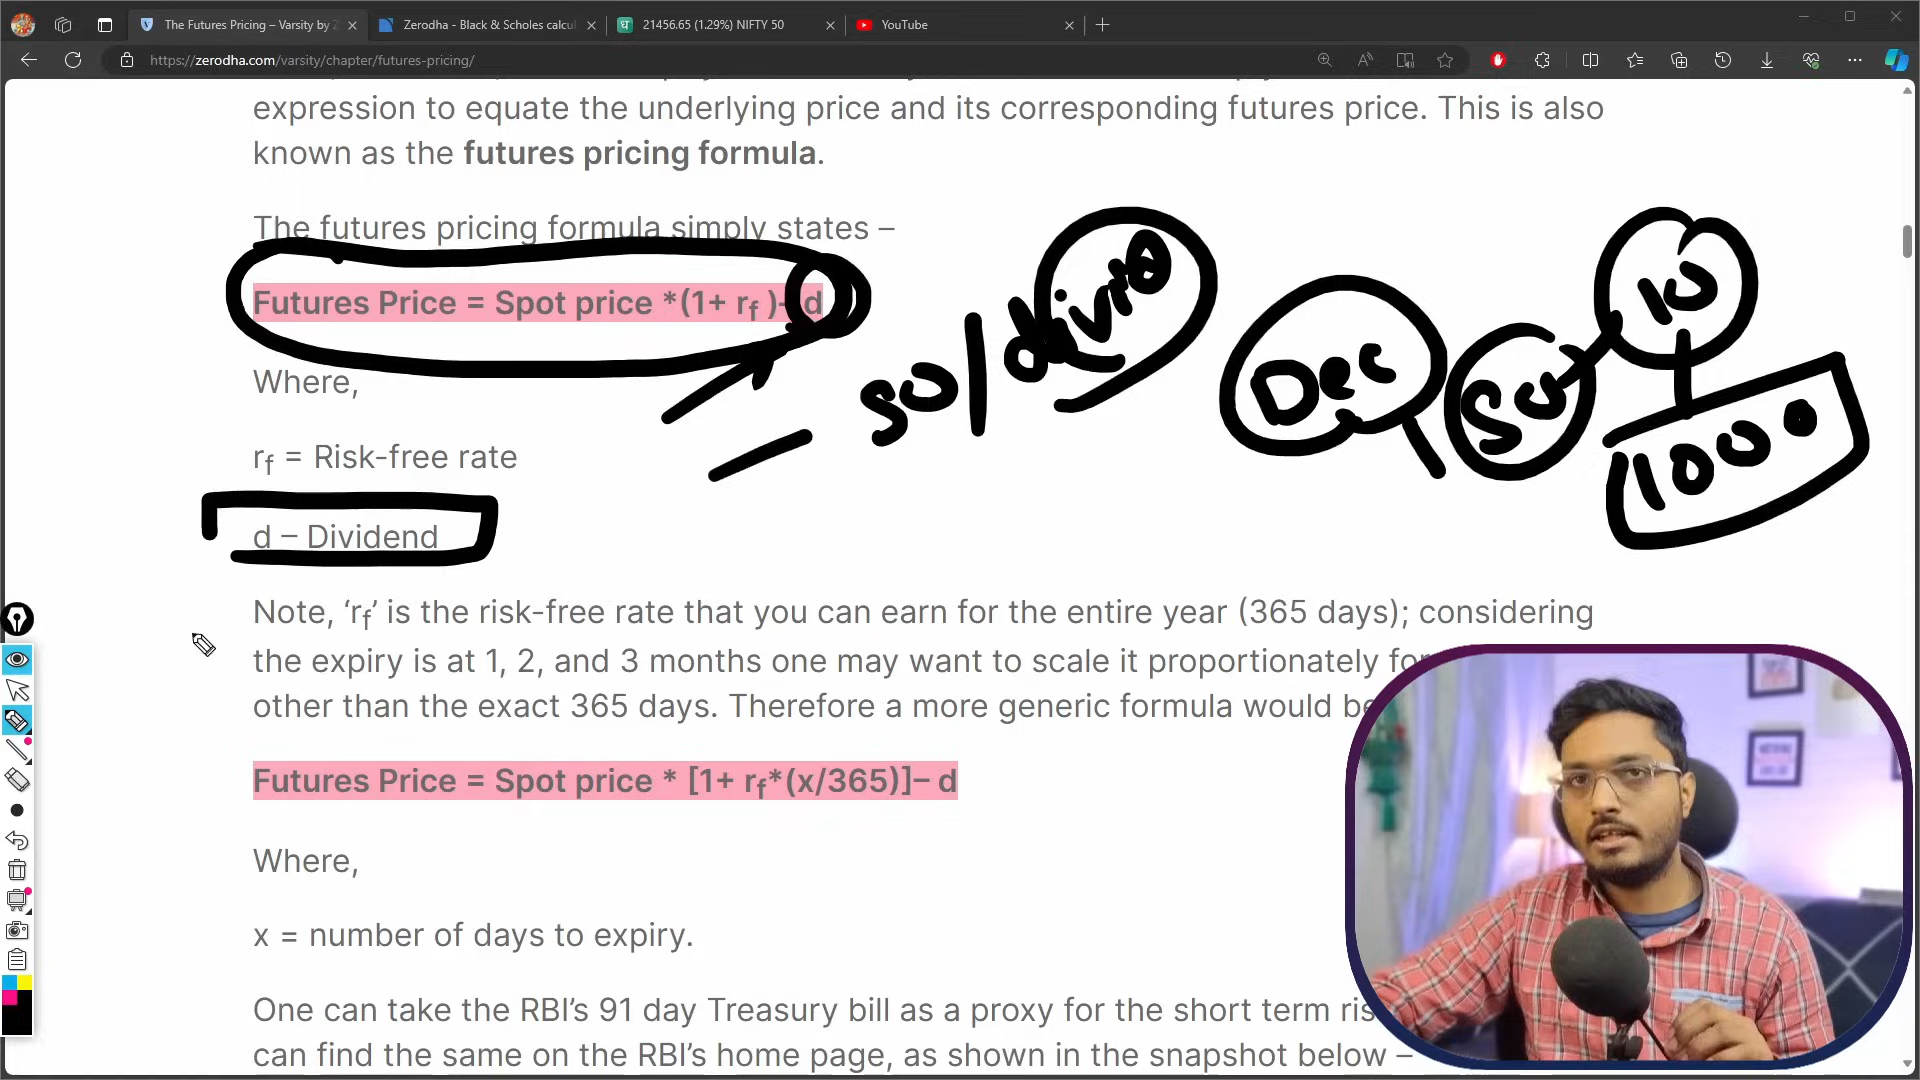 The Futures Pricing – Varsity by Z
Zerodha - Black & Scholes calcul
21456.65 (1.29%) NIFTY 50
YouTube
https://zerodha.com/varsity/chapter/futures-pricing/
expression to equate the underlying price and its corresponding futures price. This is also
known as the futures pricing formula.
The futures pricing formula simply states –
Futures Price = Spot price *(1+ rf )– d
50/
Dec
50
10
1000
Where,
rf = Risk-free rate
d – Dividend
Note, ‘rf’ is the risk-free rate that you can earn for the entire year (365 days); considering
the expiry is at 1, 2, and 3 months one may want to scale it proportionately for
other than the exact 365 days. Therefore a more generic formula would be
Futures Price = Spot price * [1+ rf*(x/365)]– d
Where,
x = number of days to expiry.
One can take the RBI’s 91 day Treasury bill as a proxy for the short term ris
can find the same on the RBI’s home page, as shown in the snapshot below –